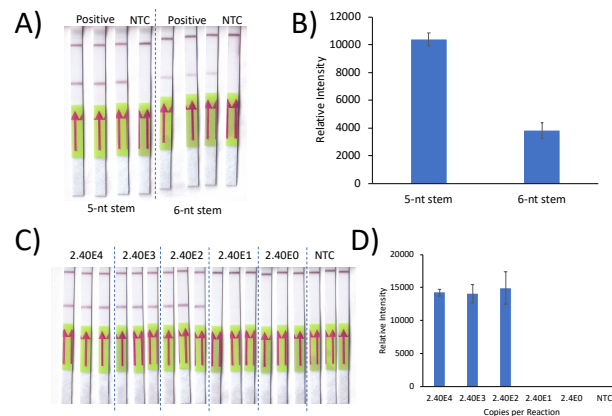 A)
Positive NTC Positive NTC
5-nt stem 6-nt stem
B)
Relative Intensity
12000
10000
8000
6000
4000
2000
0
5-nt stem 6-nt stem
C)
2.40E4 2.40E3 2.40E2 2.40E1 2.40E0 NTC
D)
Relative Intensity
20000
15000
10000
5000
0
2.40E4 2.40E3 2.40E2 2.40E1 2.4E0 NTC
Copies per Reaction